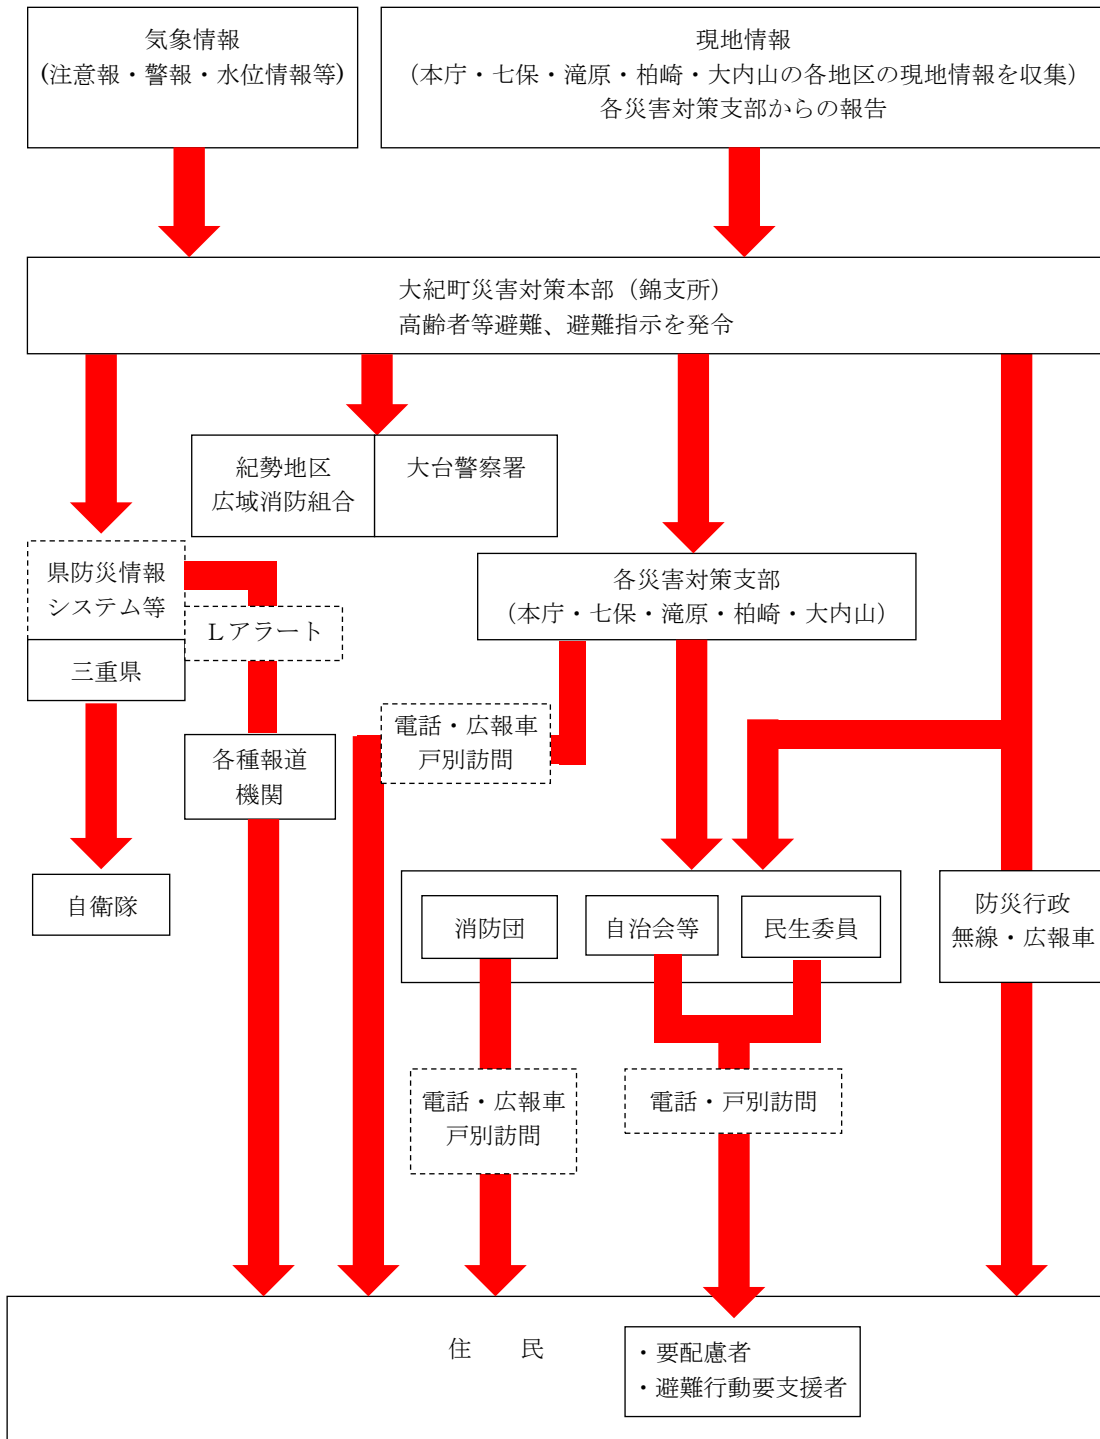 気象情報
(注意報・警報・水位情報等)
現地情報
（本庁・七保・滝原・柏崎・大内山の各地区の現地情報を収集）
各災害対策支部からの報告
大紀町災害対策本部（錦支所）
高齢者等避難、避難指示を発令
紀勢地区
広域消防組合
大台警察署
県防災情報
システム等
Ｌアラート
三重県
各災害対策支部
（本庁・七保・滝原・柏崎・大内山）
電話・広報車
戸別訪問
各種報道
機関
自衛隊
消防団
自治会等
民生委員
防災行政
無線・広報車
電話・広報車
戸別訪問
電話・戸別訪問
住　　民
・要配慮者
・避難行動要支援者